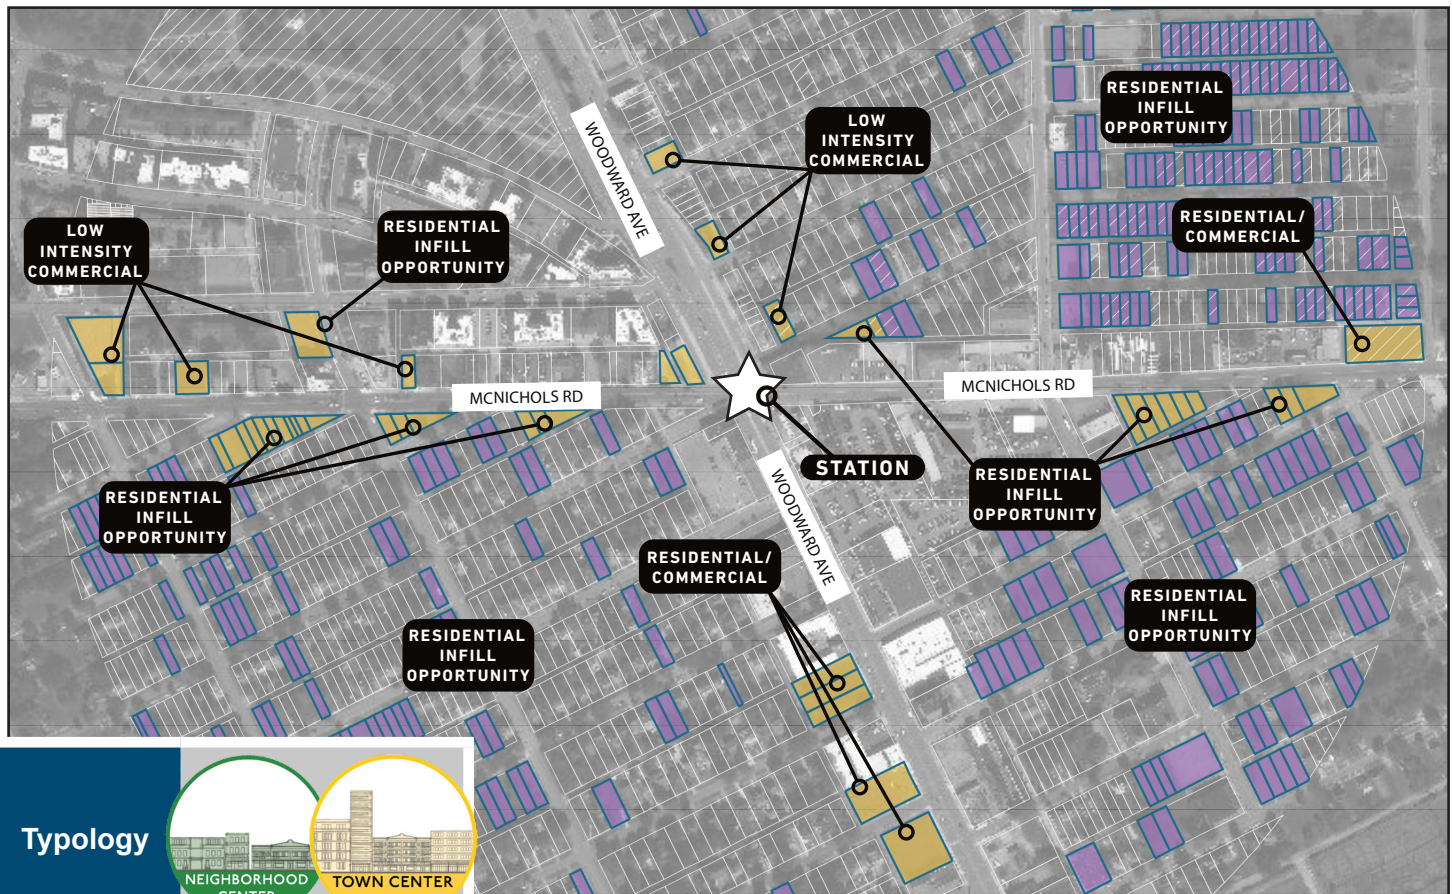 RESIDENTIAL
INFILL
OPPORTUNITY
LOW
INTENSITY
COMMERCIAL
WOODWARD AVE
RESIDENTIAL/
COMMERCIAL
LOW
INTENSITY
COMMERCIAL
RESIDENTIAL
INFILL
OPPORTUNITY
MCNICHOLS RD
MCNICHOLS RD
STATION
RESIDENTIAL
INFILL
OPPORTUNITY
RESIDENTIAL
INFILL
OPPORTUNITY
WOODWARD AVE
RESIDENTIAL/
COMMERCIAL
RESIDENTIAL
INFILL
OPPORTUNITY
RESIDENTIAL
INFILL
OPPORTUNITY
Typology
NEIGHBORHOOD
CENTER
TOWN CENTER